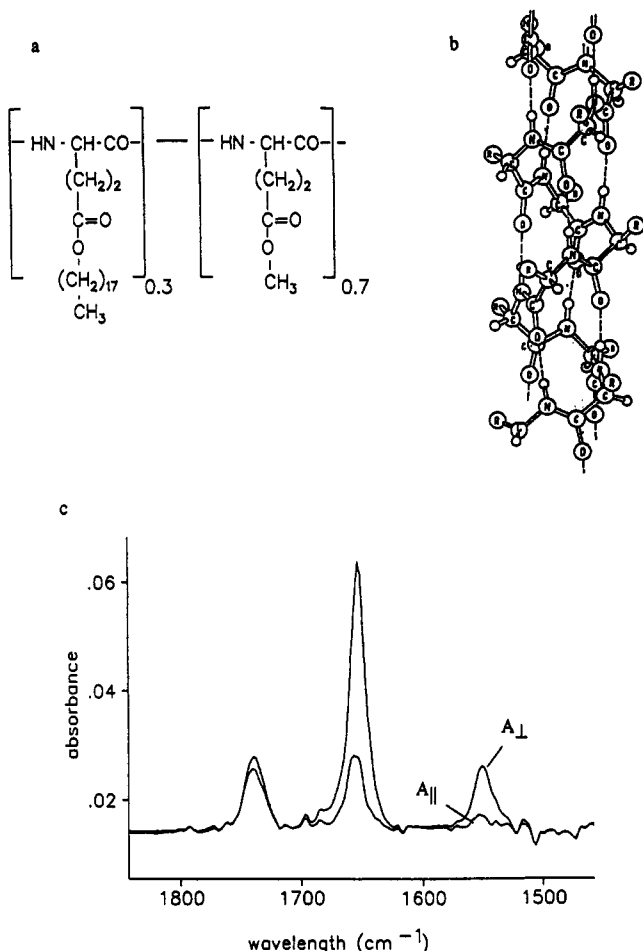 a
b
HN-CH-CO
HN-CH-CO
(CH₂)₂
(CH₂)₂
C=O
C=O
O
O
(CH₂)₁₇
CH₃
CH₃
0.3
0.7
c
.06
.04
.02
absorbance
A⊥
A||
1800
1700
1600
1500
wavelength (cm⁻¹)